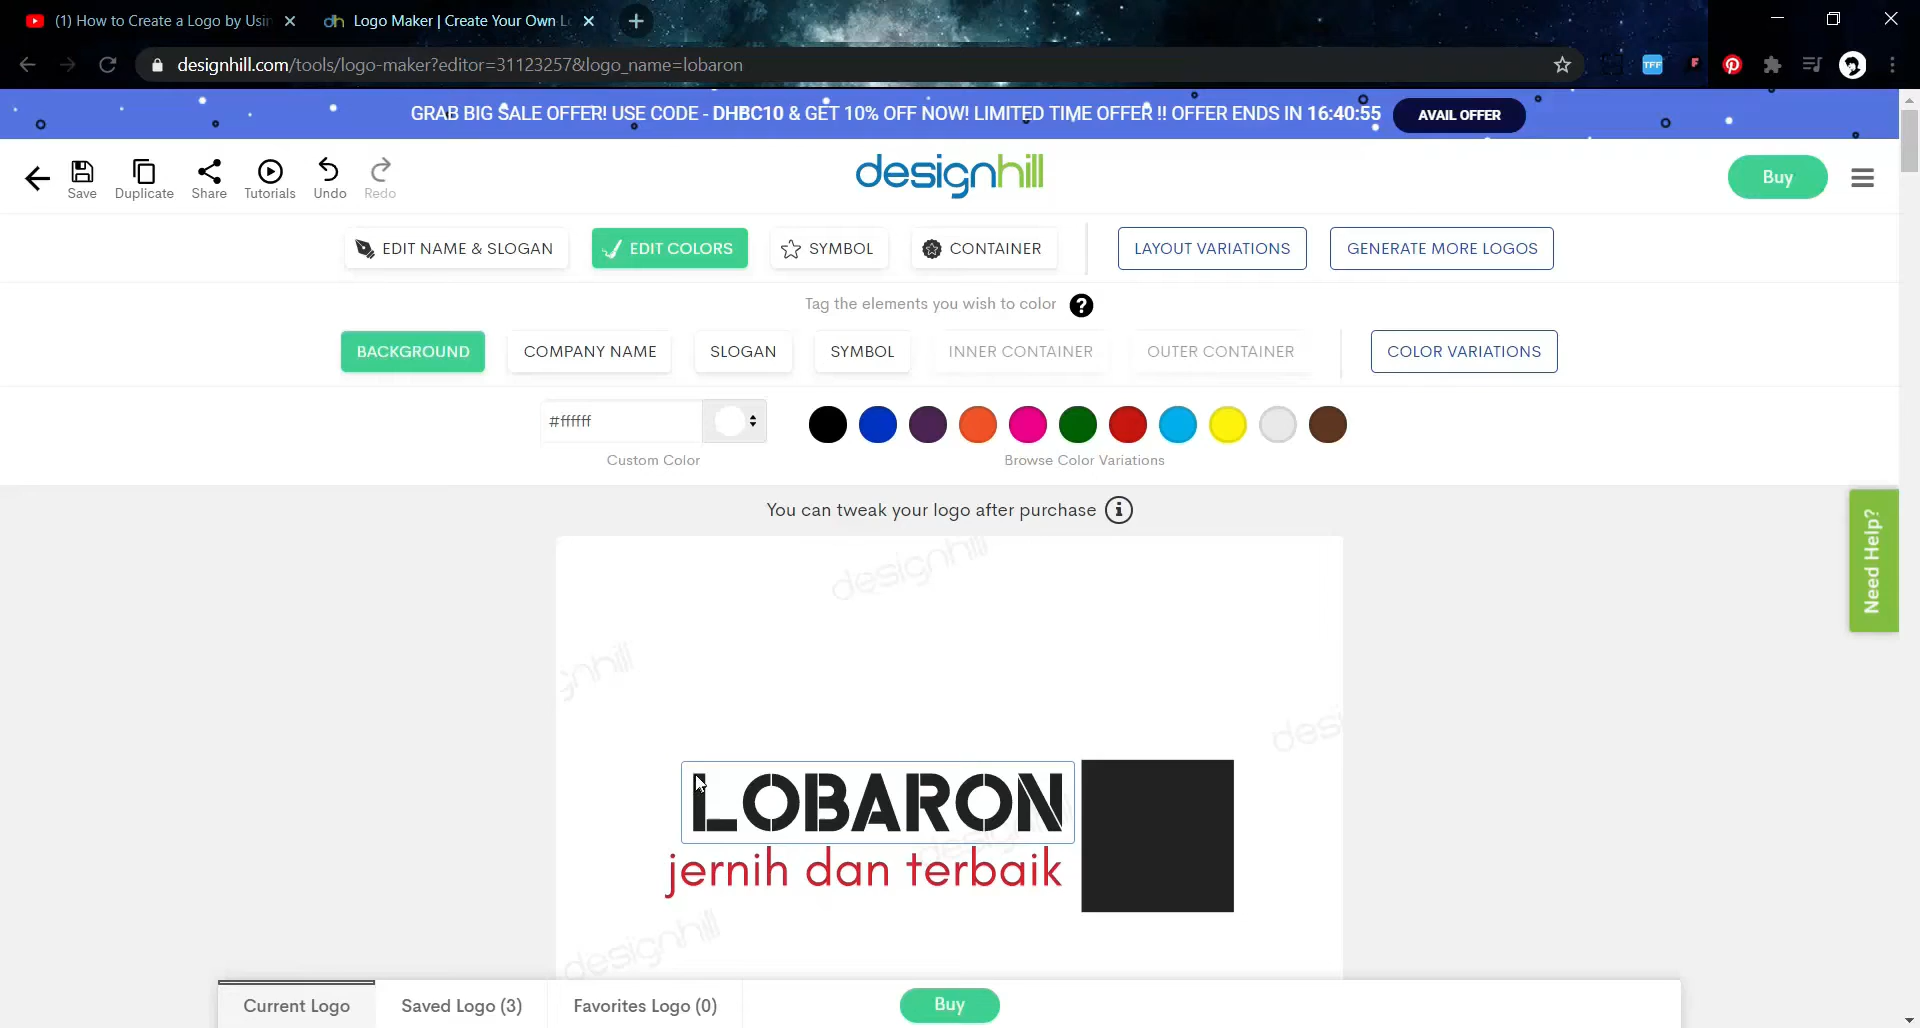 (1) How to Create a Logo by Usin
Logo Maker | Create Your Own Lo
designhill.com/tools/logo-maker?editor=31123257&logo_name=lobaron
TFF
F
GRAB BIG SALE OFFER! USE CODE - DHBC10 & GET 10% OFF NOW! LIMITED TIME OFFER !! OFFER ENDS IN 16:40:55
AVAIL OFFER
Save
Duplicate
Share
Tutorials
Undo
Redo
designhill
Buy
EDIT NAME & SLOGAN
EDIT COLORS
SYMBOL
CONTAINER
LAYOUT VARIATIONS
GENERATE MORE LOGOS
Tag the elements you wish to color
BACKGROUND
COMPANY NAME
SLOGAN
SYMBOL
INNER CONTAINER
OUTER CONTAINER
COLOR VARIATIONS
#ffffff
Custom Color
Browse Color Variations
You can tweak your logo after purchase
Need Help?
designhill
LOBARON
jernih dan terbaik
designhill
Current Logo
Saved Logo (3)
Favorites Logo (0)
Buy